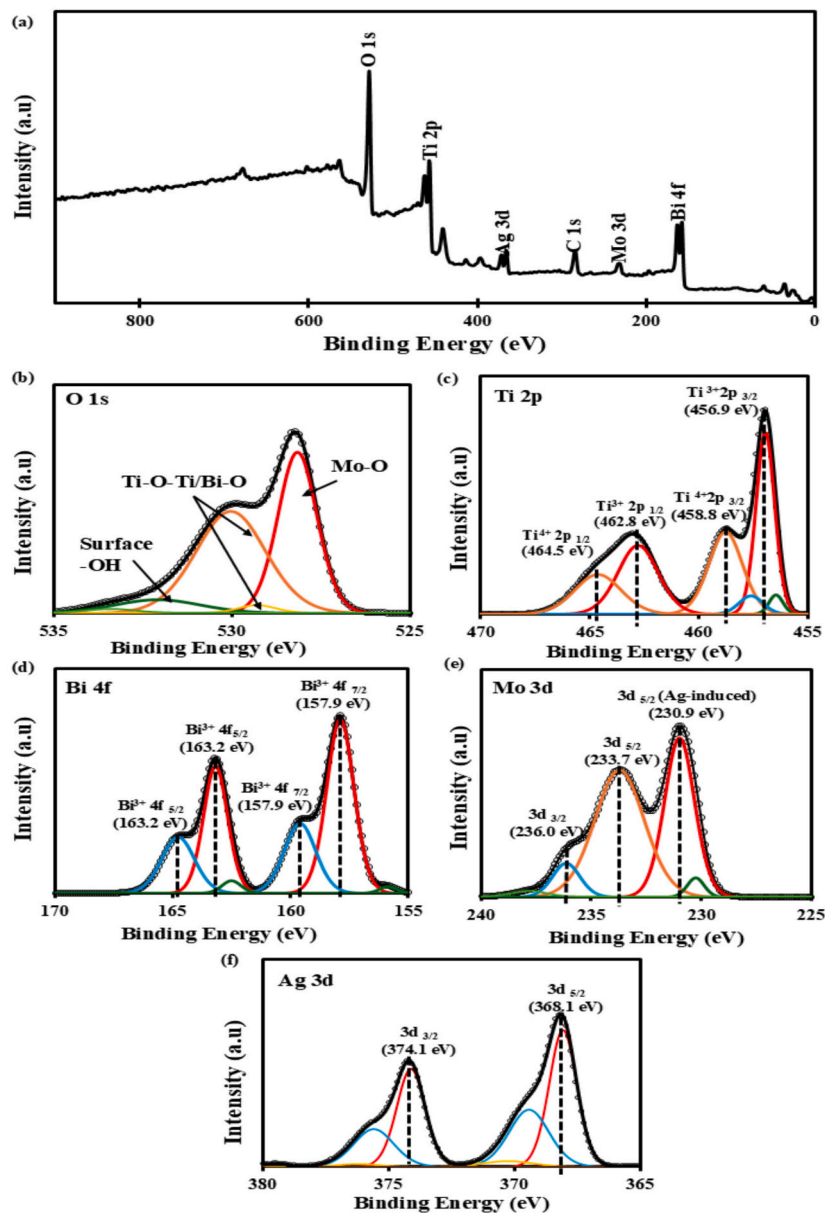 (a)
O 1s
Ti 2p
Ag 3d
C 1s
Mo 3d
Bi 4f
Intensity (a.u)
800
600
400
200
0
Binding Energy (eV)
(b)
O 1s
Ti-O-Ti/Bi-O
Mo-O
Surface
-OH
Intensity (a.u)
535
530
525
Binding Energy (eV)
(c)
Ti 2p
Ti ³⁺2p ₃/₂
(456.9 eV)
Ti ⁴⁺2p ₃/₂
(458.8 eV)
Ti³⁺ 2p ₁/₂
(462.8 eV)
Ti⁴⁺ 2p ₁/₂
(464.5 eV)
Intensity (a.u)
470
465
460
455
Binding Energy (eV)
(d)
Bi 4f
Bi³⁺ 4f ₇/₂
(157.9 eV)
Bi³⁺ 4f₅/₂
(163.2 eV)
Bi³⁺ 4f ₅/₂
(163.2 eV)
Bi³⁺ 4f ₇/₂
(157.9 eV)
Intensity (a.u)
170
165
160
155
Binding Energy (eV)
(e)
Mo 3d
3d ₅/₂ (Ag-induced)
(230.9 eV)
3d ₅/₂
(233.7 eV)
3d ₃/₂
(236.0 eV)
Intensity (a.u)
240
235
230
225
Binding Energy (eV)
(f)
Ag 3d
3d ₅/₂
(368.1 eV)
3d ₃/₂
(374.1 eV)
Intensity (a.u)
380
375
370
365
Binding Energy (eV)